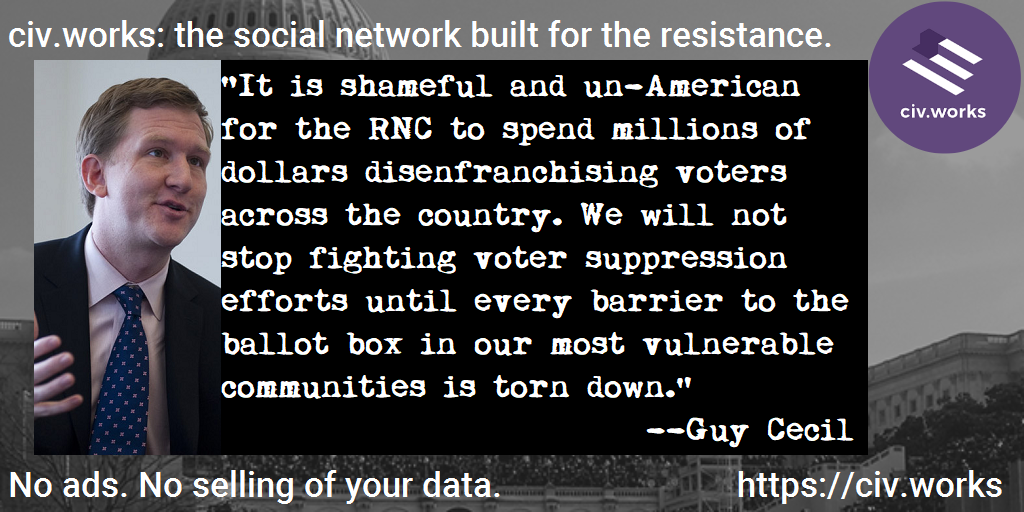 civ.works: the social network built for the resistance.
civ.works
"It is shameful and un-American
for the RNC to spend millions of
dollars disenfranchising voters
across the country. We will not
stop fighting voter suppression
efforts until every barrier to the
ballot box in our most vulnerable
communities is torn down."
--Guy Cecil
No ads. No selling of your data.
https://civ.works